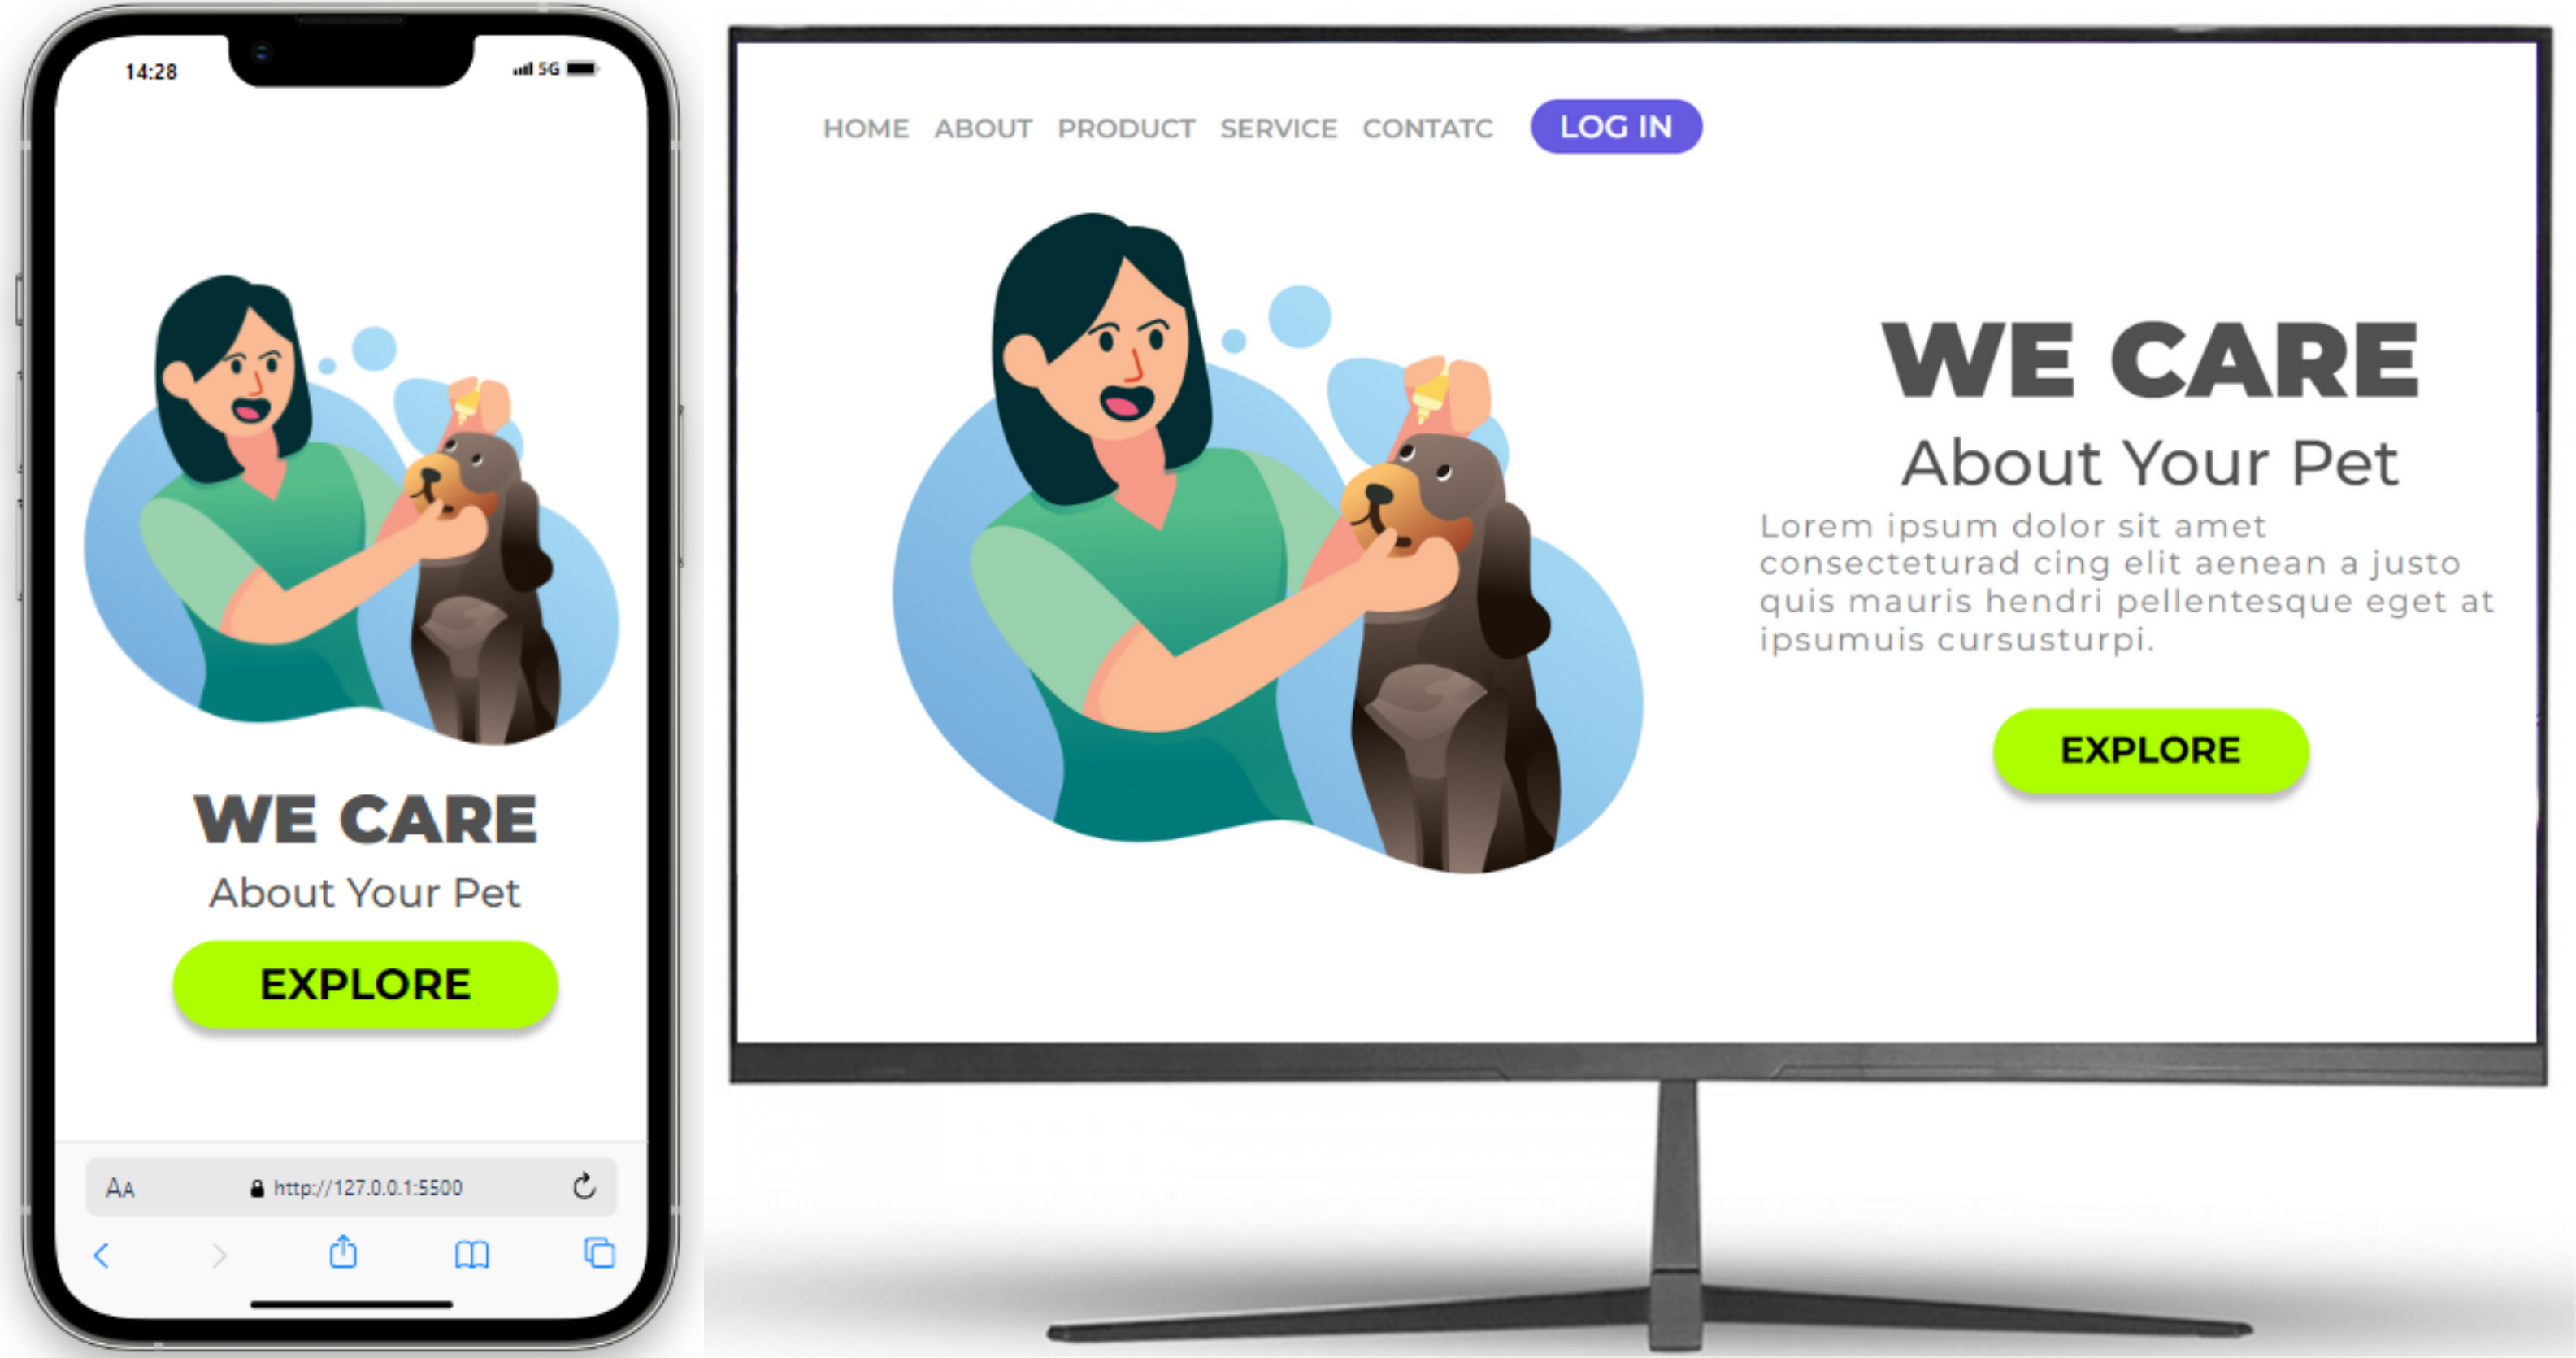 14:28
5G
WE CARE
About Your Pet
EXPLORE
AA
http://127.0.0.1:5500
HOME ABOUT PRODUCT SERVICE CONTATC LOG IN
WE CARE
About Your Pet
Lorem ipsum dolor sit amet
consecteturad cing elit aenean a justo
quis mauris hendri pellentesque eget at
ipsumuis cursusturpi.
EXPLORE